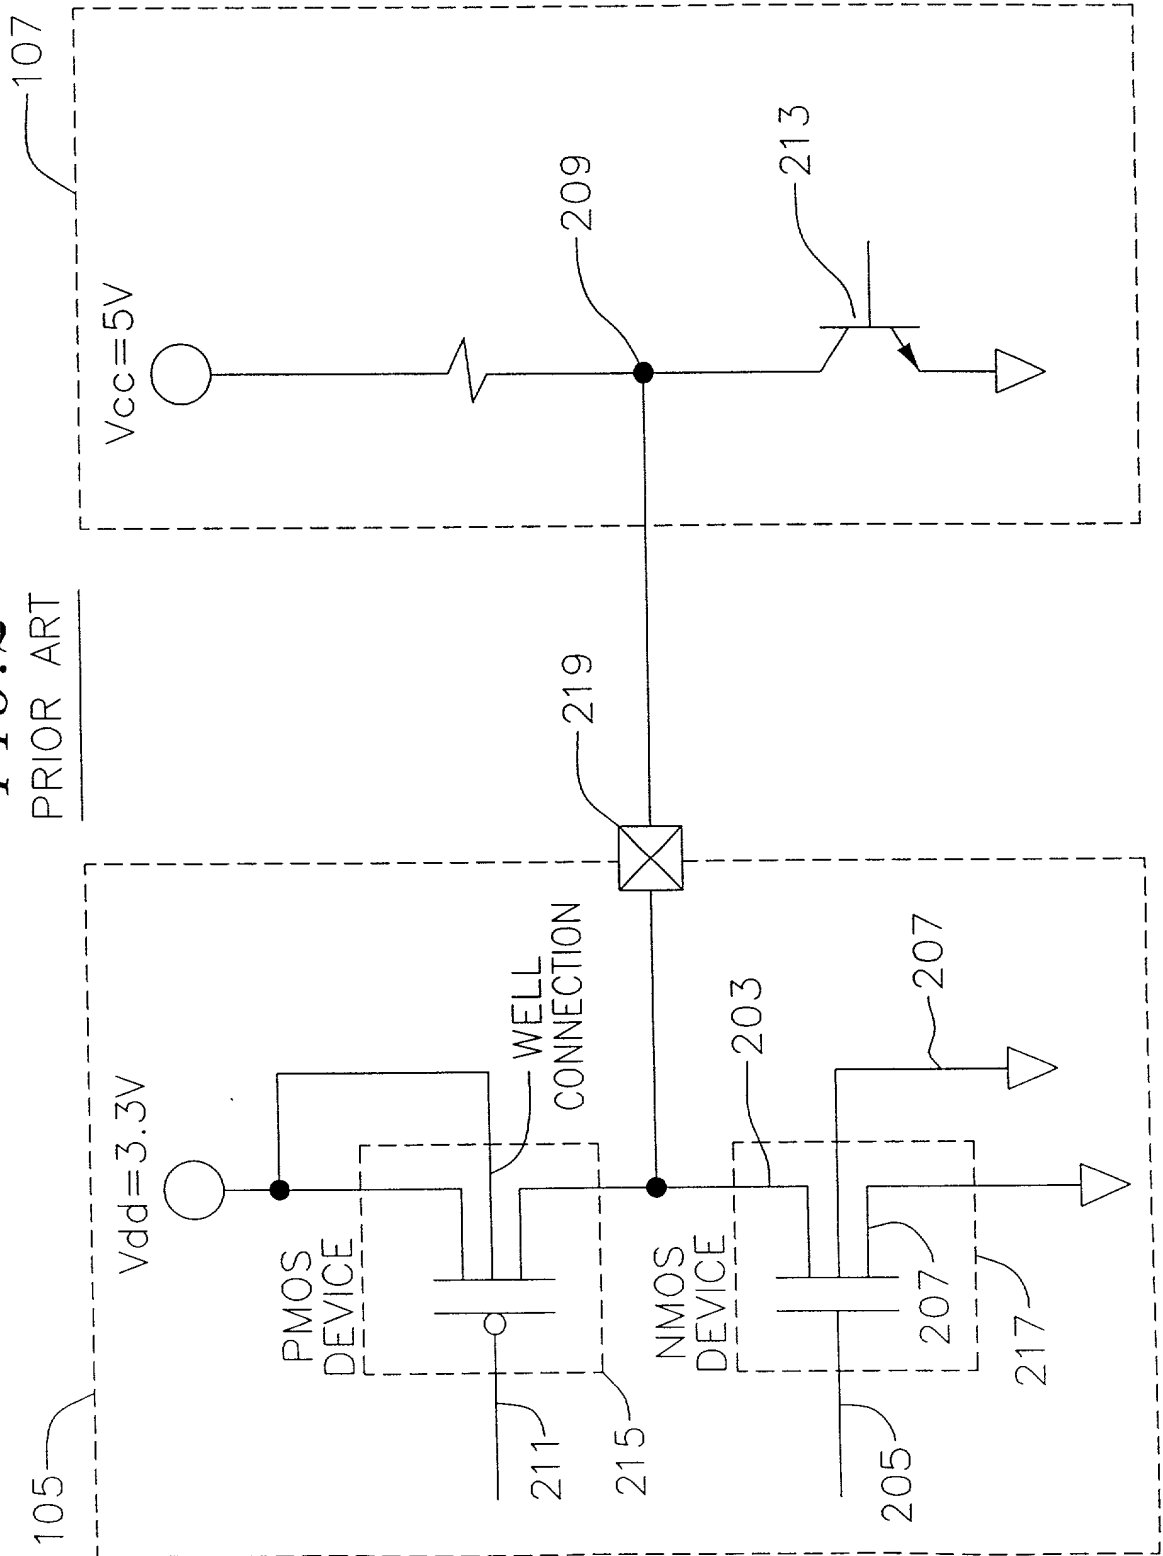 PRIOR ART
105
107
Vdd=3.3V
Vcc=5V
PMOS
DEVICE
WELL
CONNECTION
211
215
219
209
213
NMOS
DEVICE
203
205
207
207
217